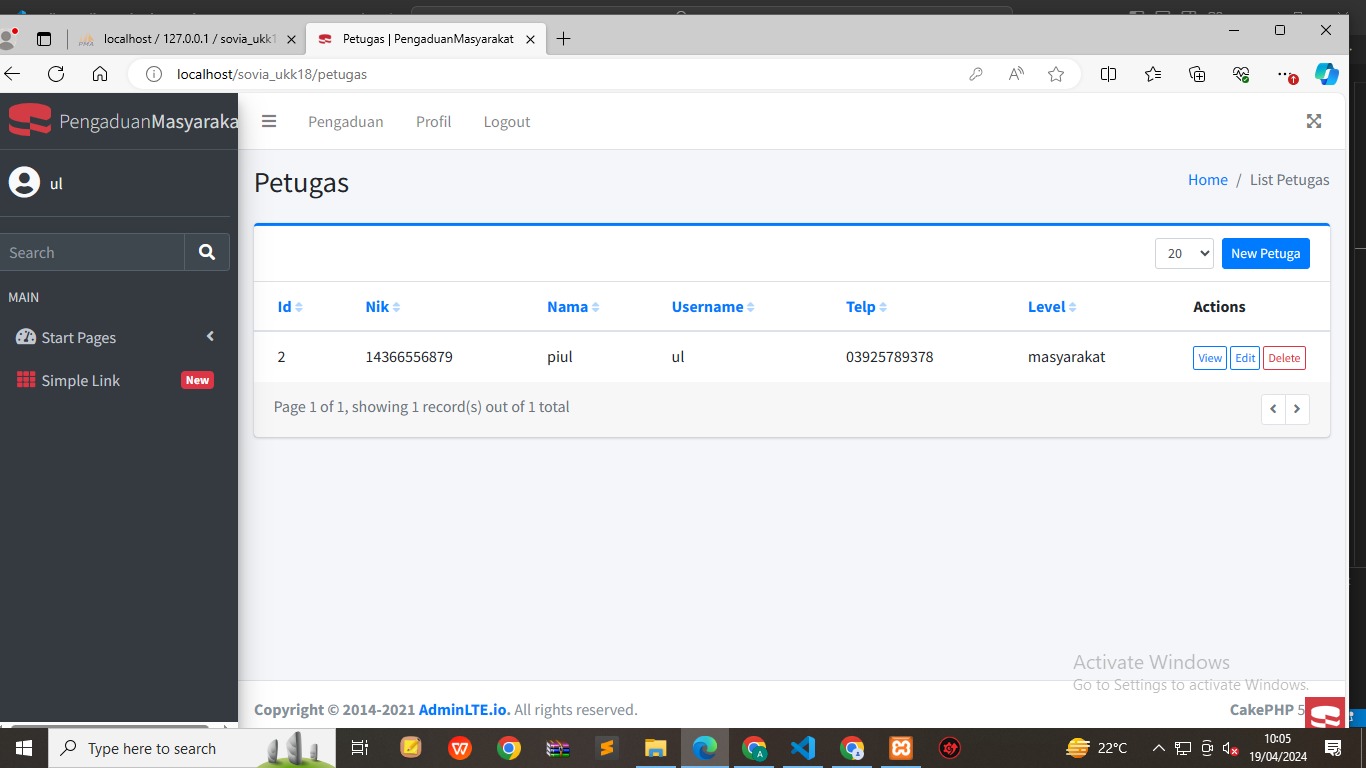 localhost / 127.0.0.1 / sovia_ukk1
Petugas | PengaduanMasyarakat
localhost/sovia_ukk18/petugas
PengaduanMasyaraka
Pengaduan
Profil
Logout
ul
Petugas
Home / List Petugas
Search
20
New Petuga
MAIN
Id
Nik
Nama
Username
Telp
Level
Actions
Start Pages
2
14366556879
piul
ul
03925789378
masyarakat
View
Edit
Delete
Simple Link
New
Page 1 of 1, showing 1 record(s) out of 1 total
Activate Windows
Go to Settings to activate Windows.
Copyright © 2014-2021 AdminLTE.io. All rights reserved.
CakePHP 5
Type here to search
22°C
10:05
19/04/2024